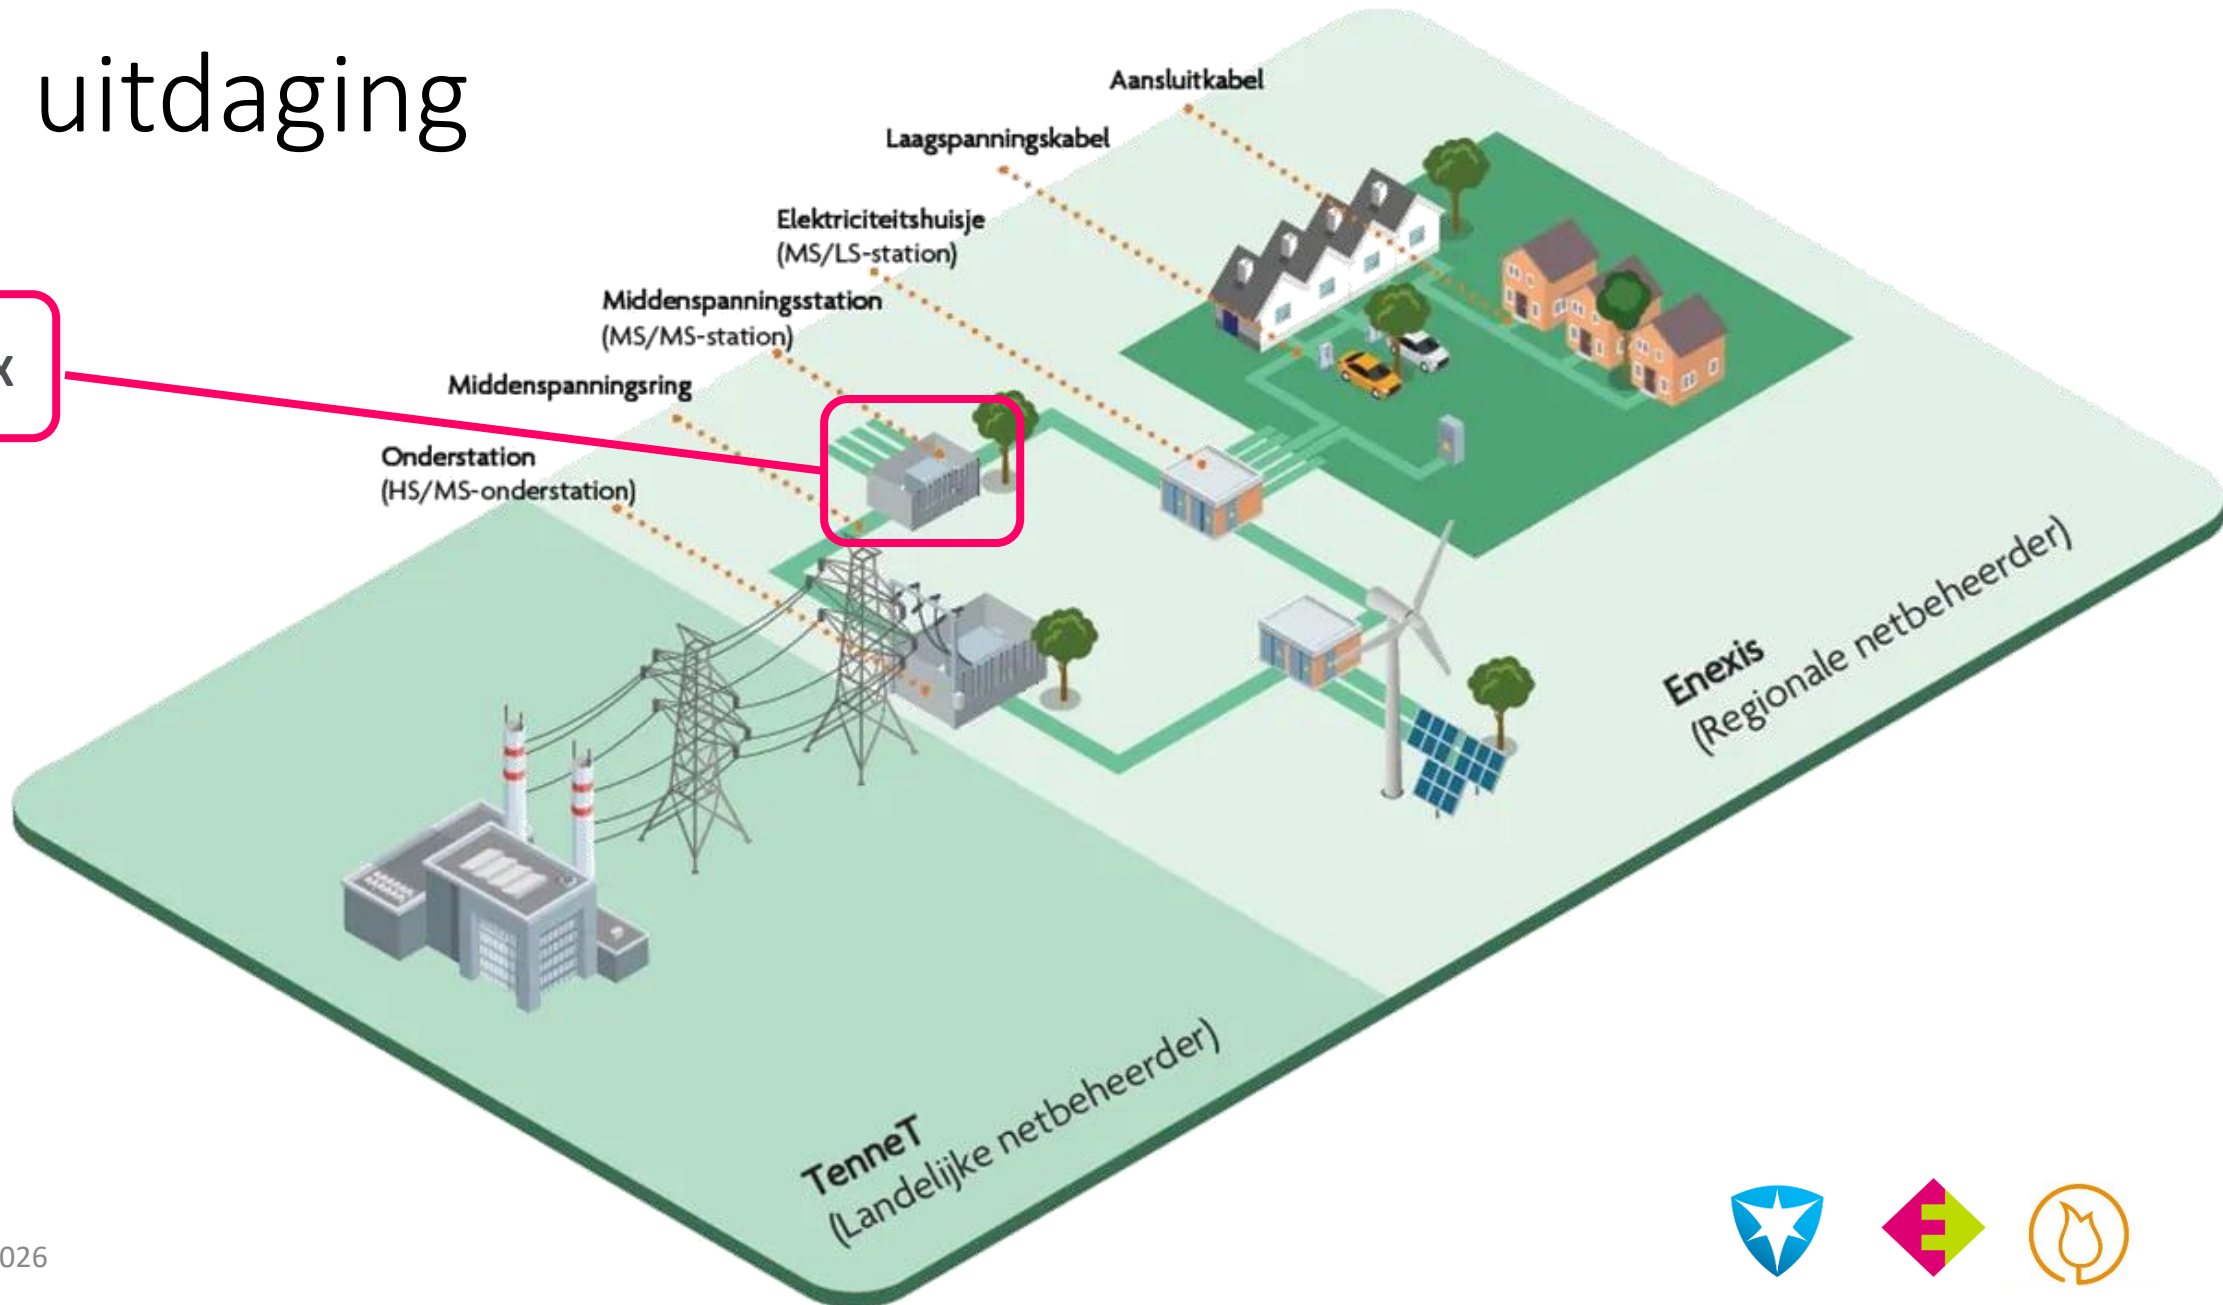 uitdaging
Aansluitkabel
Laagspanningskabel
Elektriciteitshuisje
(MS/LS-station)
Middenspanningsstation
(MS/MS-station)
x
Middenspanningsring
Onderstation
(HS/MS-onderstation)
Enexis
(Regionale netbeheerder)
TenneT
(Landelijke netbeheerder)
026